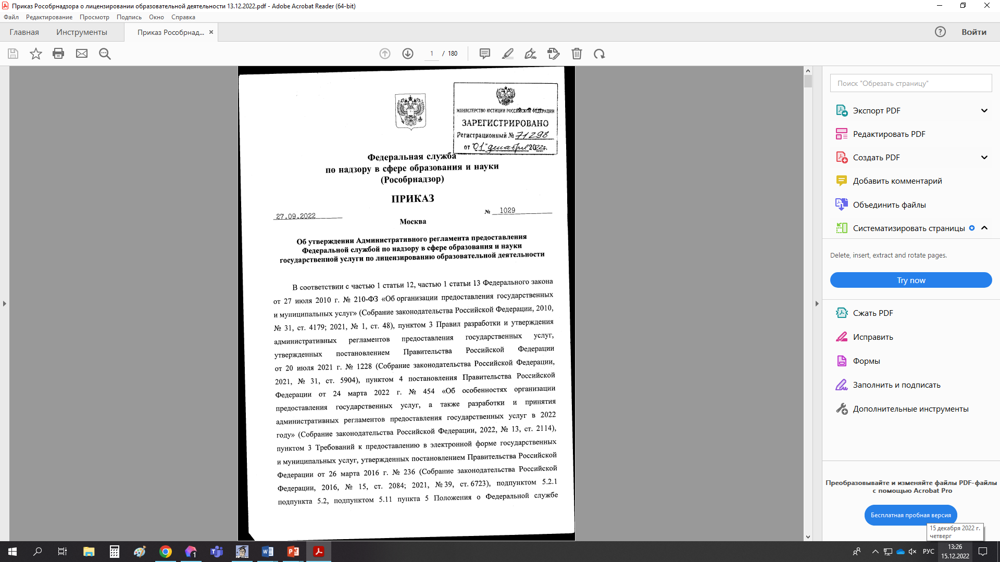 Приказ Рособрнадзора о лицензировании образовательной деятельности 13.12.2022.pdf - Adobe Acrobat Reader (64-bit)
Файл Редактирование Просмотр Подпись Окно Справка
Главная Инструменты Приказ Рособрнад... × Войти
1 / 180
МИНИСТЕРСТВО ЮСТИЦИИ РОССИЙСКОЙ ФЕДЕРАЦИИ
ЗАРЕГИСТРИРОВАНО
Регистрационный № 71298
от "01" декабря 2022г.
Федеральная служба
по надзору в сфере образования и науки
(Рособрнадзор)
ПРИКАЗ
27.09.2022 № 1029
Москва
Об утверждении Административного регламента предоставления
Федеральной службой по надзору в сфере образования и науки
государственной услуги по лицензированию образовательной деятельности
В соответствии с частью 1 статьи 12, частью 1 статьи 13 Федерального закона
от 27 июля 2010 г. № 210-ФЗ «Об организации предоставления государственных
и муниципальных услуг» (Собрание законодательства Российской Федерации, 2010,
№ 31, ст. 4179; 2021, № 1, ст. 48), пунктом 3 Правил разработки и утверждения
административных регламентов предоставления государственных услуг,
утвержденных постановлением Правительства Российской Федерации
от 20 июля 2021 г. № 1228 (Собрание законодательства Российской Федерации,
2021, № 31, ст. 5904), пунктом 4 постановления Правительства Российской
Федерации от 24 марта 2022 г. № 454 «Об особенностях организации
предоставления государственных услуг, а также разработки и принятия
административных регламентов предоставления государственных услуг в 2022
году» (Собрание законодательства Российской Федерации, 2022, № 13, ст. 2114),
пунктом 3 Требований к предоставлению в электронной форме государственных
и муниципальных услуг, утвержденных постановлением Правительства Российской
Федерации от 26 марта 2016 г. № 236 (Собрание законодательства Российской
Федерации, 2016, № 15, ст. 2084; 2021, № 39, ст. 6723), подпунктом 5.2.1
подпункта 5.2, подпунктом 5.11 пункта 5 Положения о Федеральной службе
Поиск "Обрезать страницу"
Экспорт PDF
Редактировать PDF
Создать PDF
Добавить комментарий
Объединить файлы
Систематизировать страницы
Delete, insert, extract and rotate pages.
Try now
Сжать PDF
Исправить
Формы
Заполнить и подписать
Дополнительные инструменты
Преобразовывайте и изменяйте файлы PDF-файлы
с помощью Acrobat Pro
Бесплатная пробная версия
15 декабря 2022 г.
четверг
1
РУС
13:26
15.12.2022